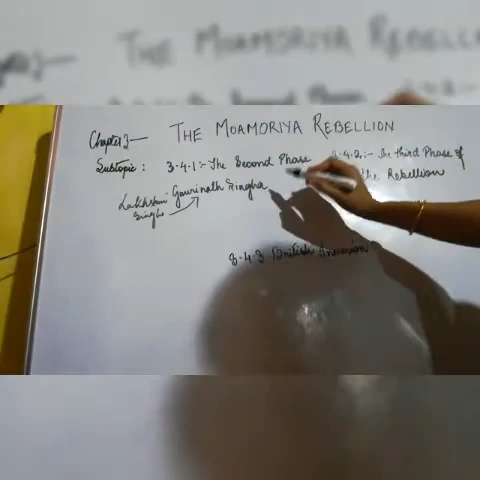 Chapter 3 — THE MOAMORIYA REBELLION
Subtopic : 3.4.1:- The Second Phase 3.4.2:- The third Phase of
the Rebellion
Gaurinath Singha
Lakshmi
Singha
3.4.3 British Invasion